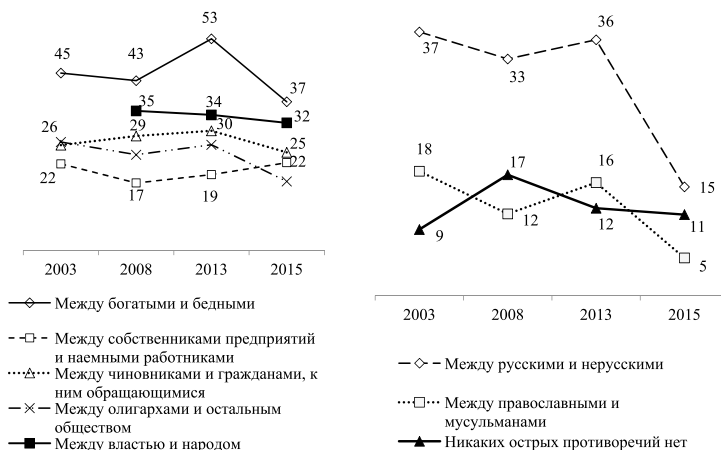 53
45
43
37
35
34
32
29
30
26
25
22
22
17
19
2003 2008 2013 2015
Между богатыми и бедными
Между собственниками предприятий
и наемными работниками
Между чиновниками и гражданами, к
ним обращающимися
Между олигархами и остальным
обществом
Между властью и народом
37
33
36
15
18
12
16
5
9
17
12
11
2003 2008 2013 2015
Между русскими и нерусскими
Между православными и
мусульманами
Никаких острых противоречий нет